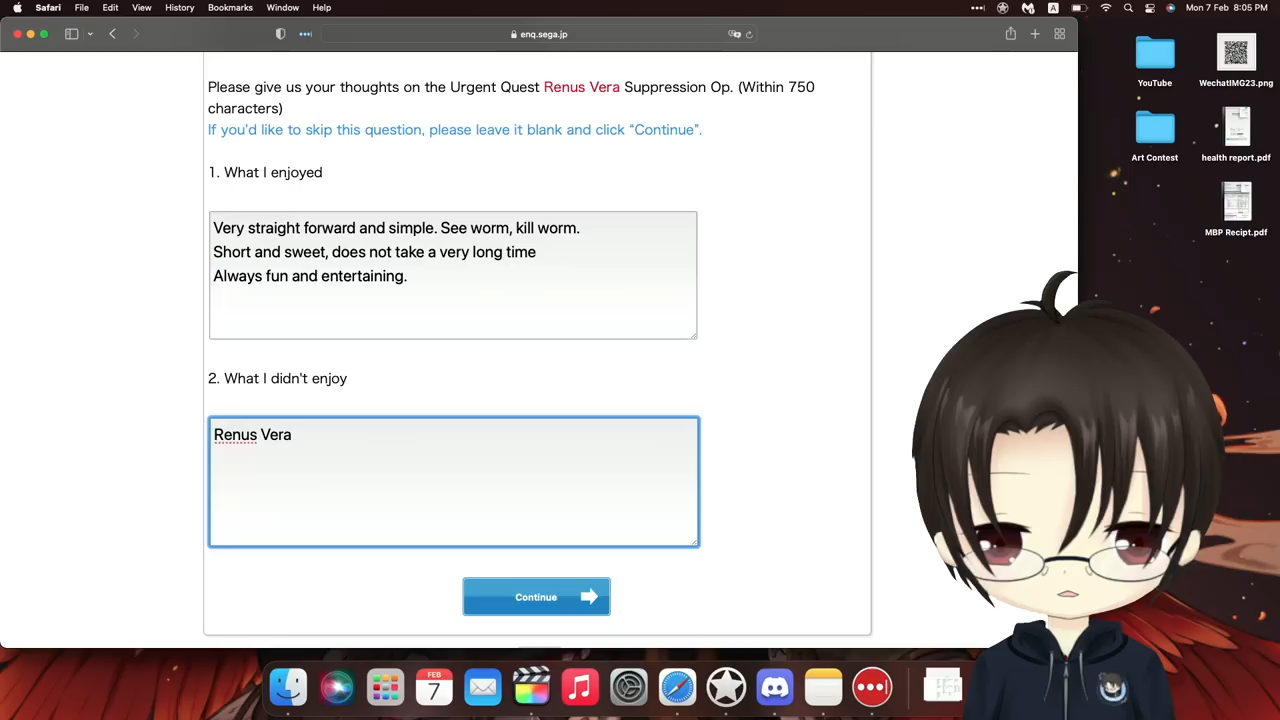 Safari File Edit View History Bookmarks Window Help
A
Mon 7 Feb 8:05 PM
enq.sega.jp
Please give us your thoughts on the Urgent Quest Renus Vera Suppression Op. (Within 750
characters)
If you'd like to skip this question, please leave it blank and click “Continue”.
1. What I enjoyed
Very straight forward and simple. See worm, kill worm.
Short and sweet, does not take a very long time
Always fun and entertaining.
2. What I didn't enjoy
Renus Vera
Continue
YouTube
WechatIMG23.png
Art Contest
health report.pdf
MBP Recipt.pdf
FEB
7